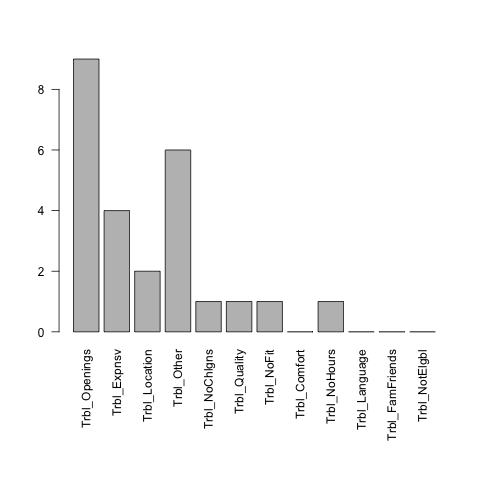 8
6
4
2
0
Trbl_Openings
Trbl_Expnsv
Trbl_Location
Trbl_Other
Trbl_NoChlgns
Trbl_Quality
Trbl_NoFit
Trbl_Comfort
Trbl_NoHours
Trbl_Language
Trbl_FamFriends
Trbl_NotElgbl